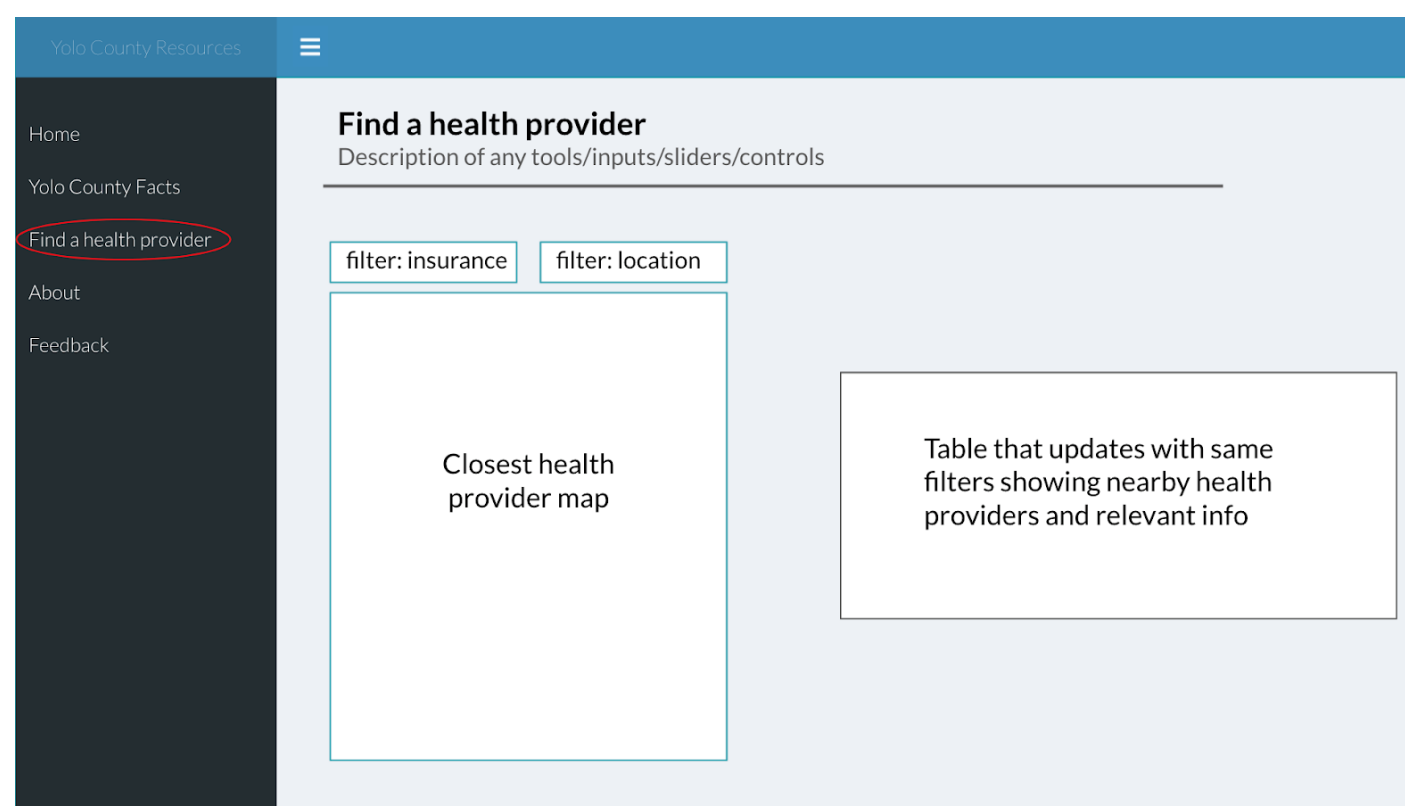 Yolo County Resources
Home
Yolo County Facts
Find a health provider
About
Feedback
Find a health provider
Description of any tools/inputs/sliders/controls
filter: insurance
filter: location
Closest health
provider map
Table that updates with same
filters showing nearby health
providers and relevant info